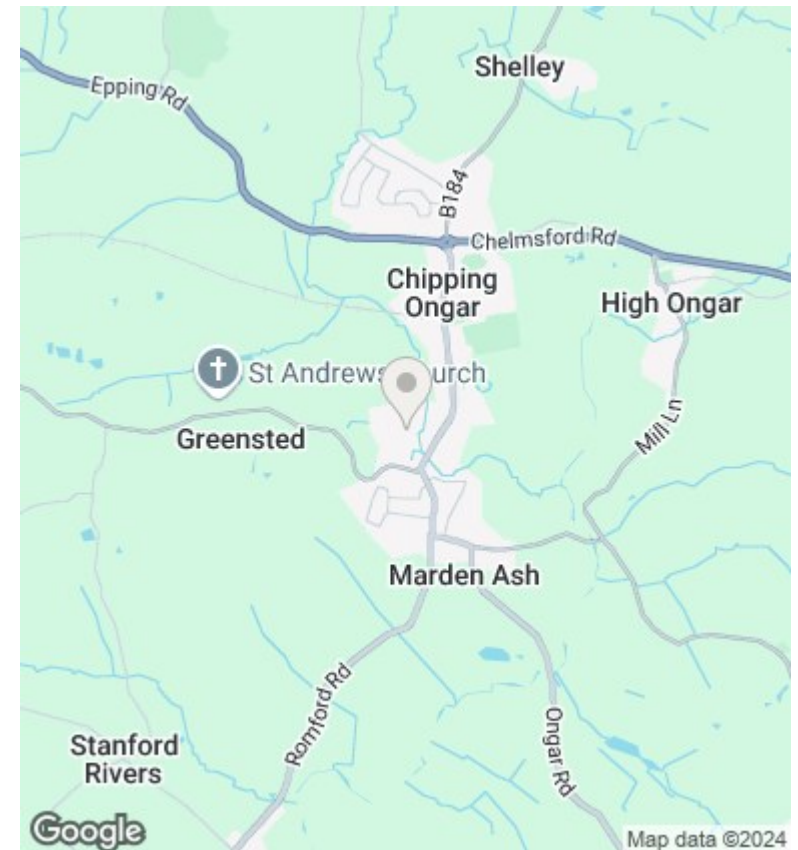 Shelley
Epping Rd
B184
Chelmsford Rd
Chipping
Ongar
High Ongar
St Andrews
urch
Greensted
Mill Ln
Marden Ash
Romford Rd
Ongar Rd
Stanford
Rivers
Google
Map data ©2024